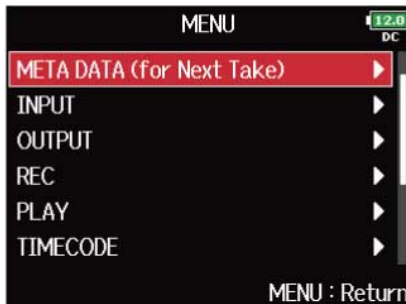 MENU
12.0
DC
META DATA (for Next Take)
INPUT
OUTPUT
REC
PLAY
TIMECODE
MENU : Return